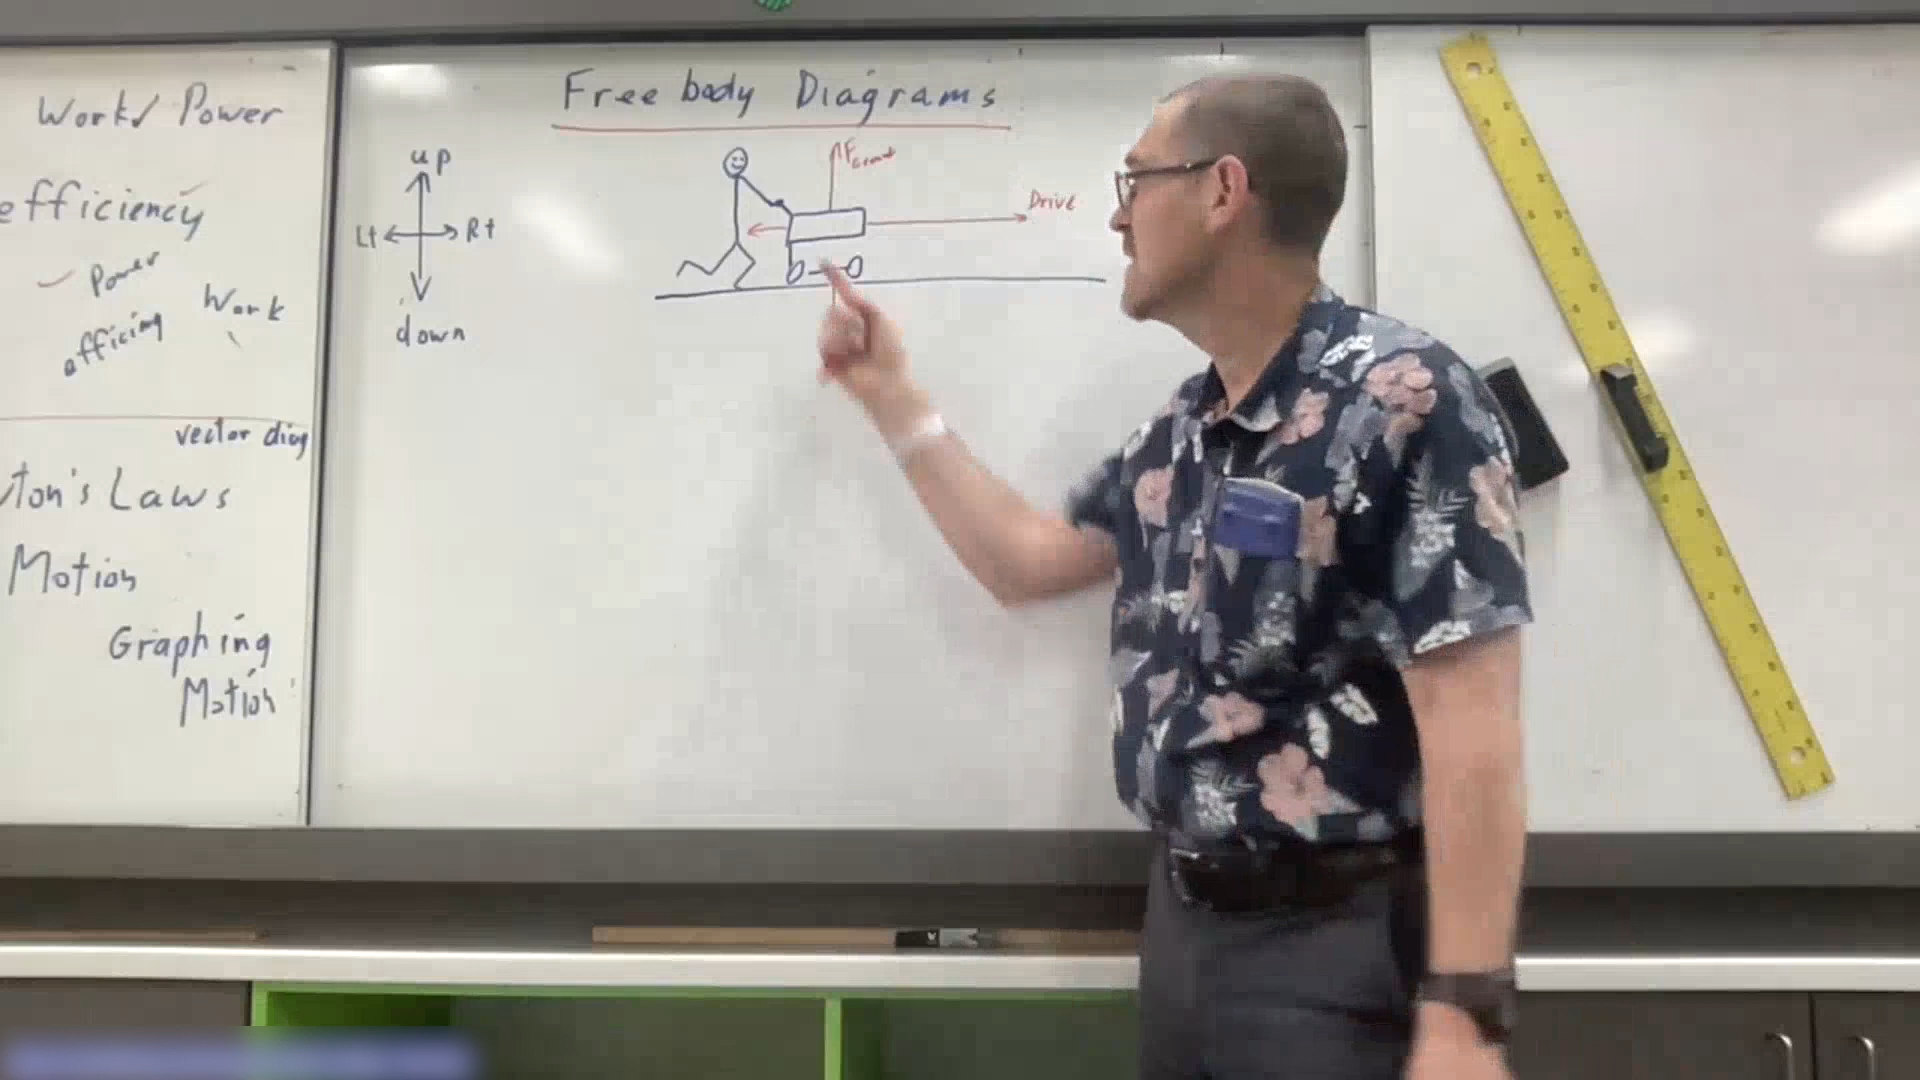 Work/ Power
efficiency
Power
Work
vector diag
ton's Laws
Motion
Graphing
Motion
Free body Diagrams
up
Lt
Rt
down
Drive